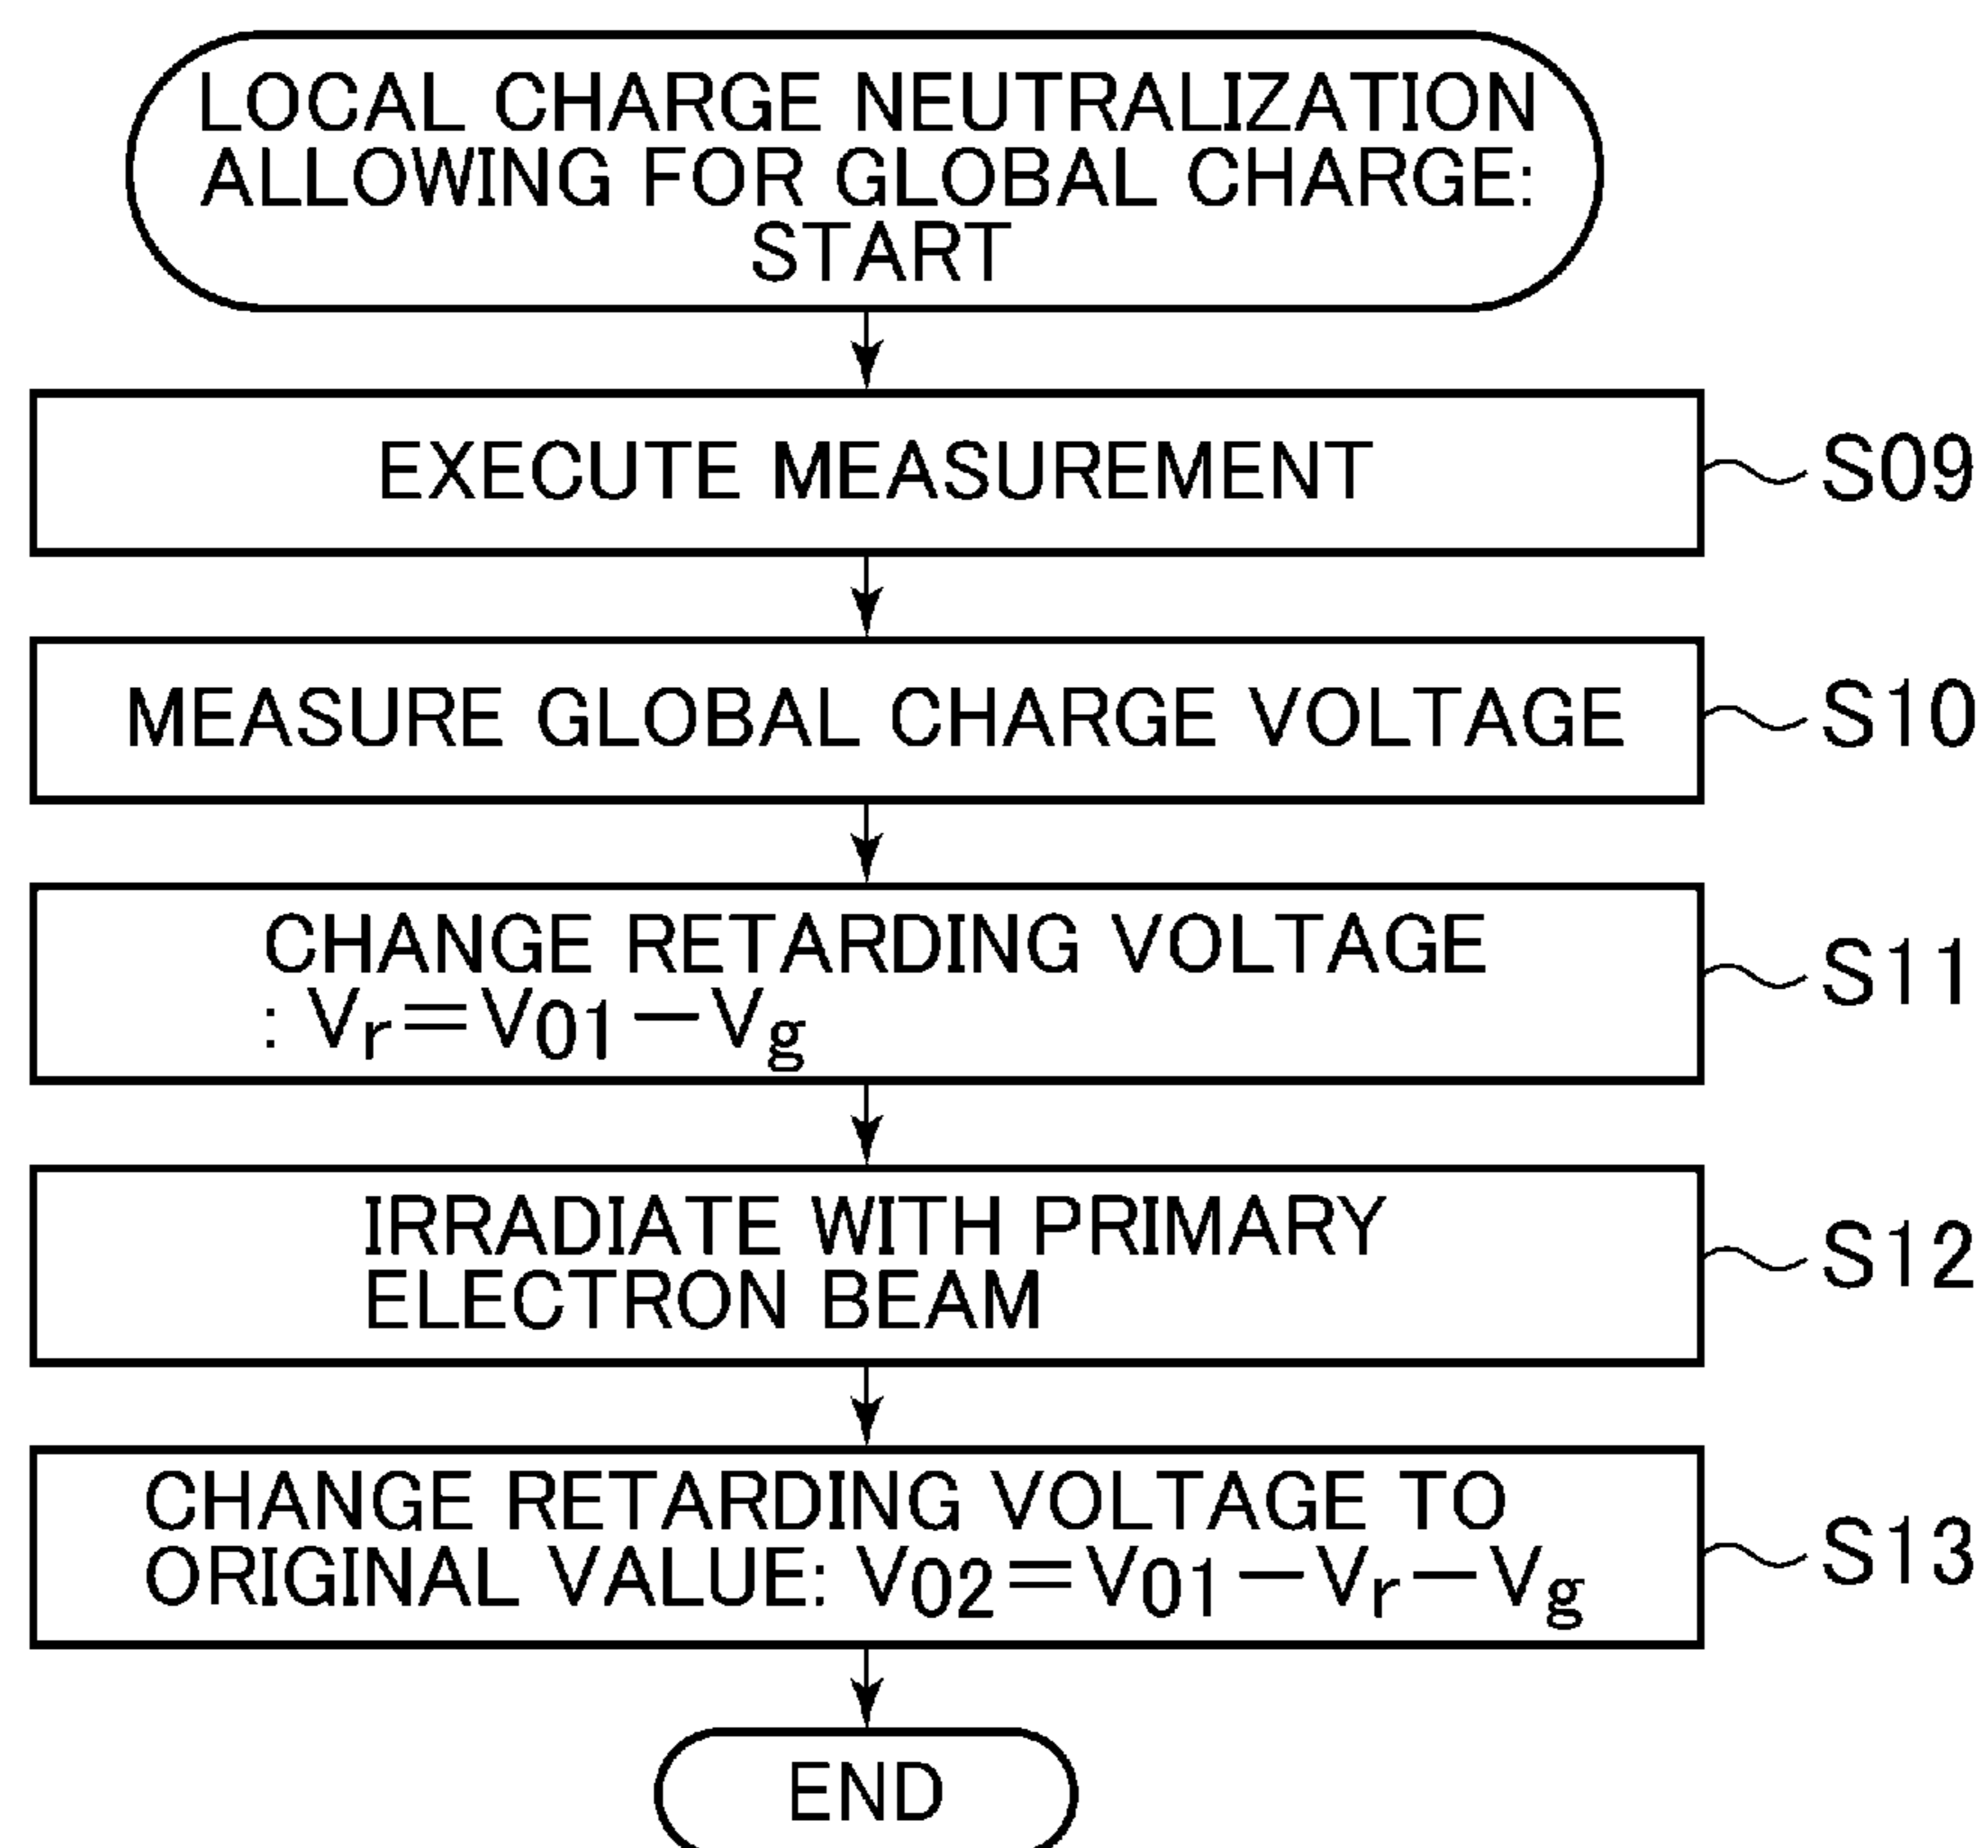 LOCAL CHARGE NEUTRALIZATION
ALLOWING FOR GLOBAL CHARGE:
START
EXECUTE MEASUREMENT
S09
MEASURE GLOBAL CHARGE VOLTAGE
S10
CHANGE RETARDING VOLTAGE
: Vr=V01-Vg
S11
IRRADIATE WITH PRIMARY
ELECTRON BEAM
S12
CHANGE RETARDING VOLTAGE TO
ORIGINAL VALUE: V02=V01-Vr-Vg
S13
END